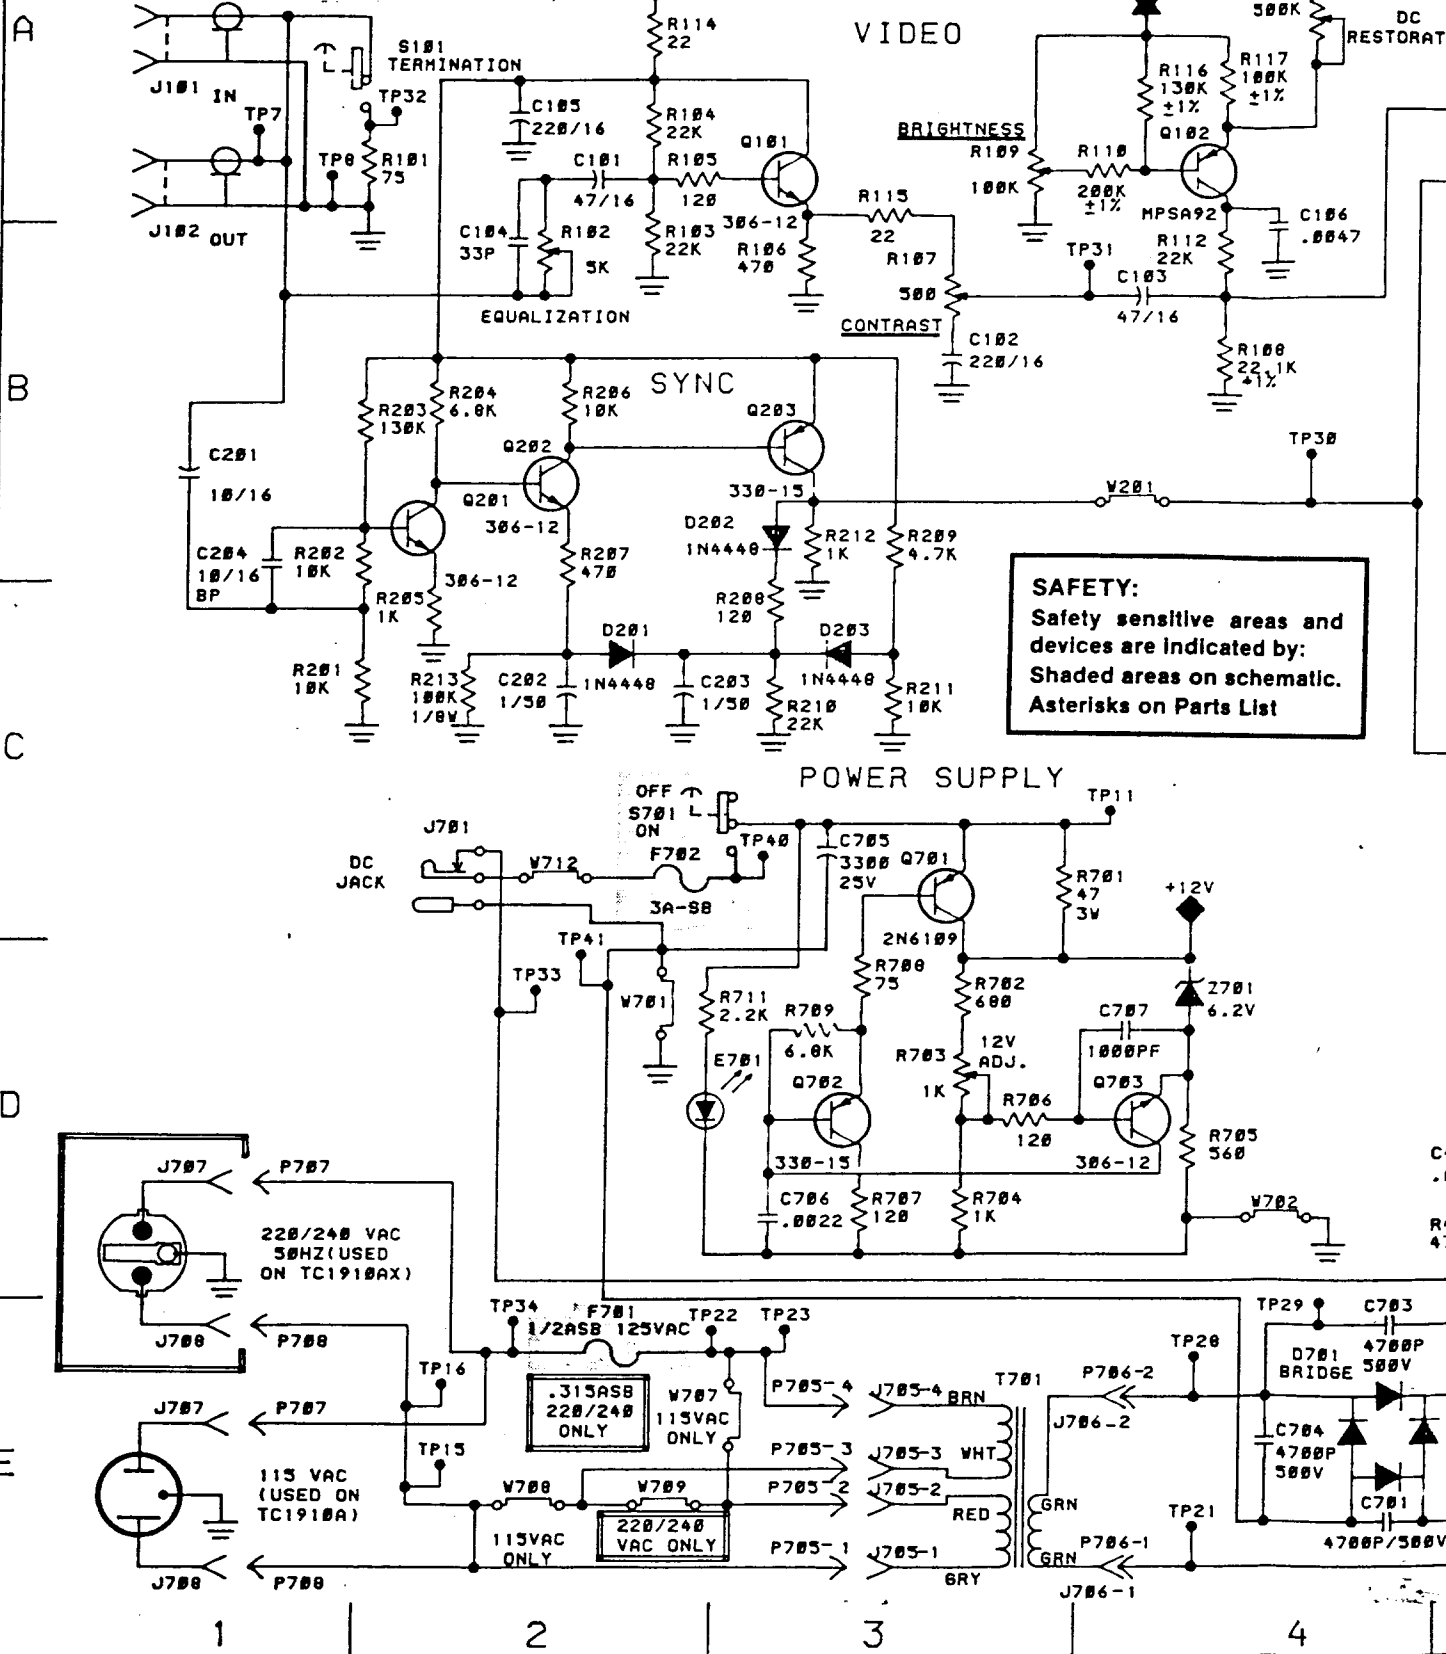 A
J101
IN
TP7
S101
TERMINATION
TP32
TP8
R101
75
J102
OUT
R114
22
VIDEO
C105
220/16
R104
22K
Q101
C101
47/16
R105
120
306-12
C104
33P
R102
5K
R103
22K
R106
470
R115
22
R107
500
CONTRAST
C102
220/16
EQUALIZATION
500K
DC
RESTORAT
R116
130K
±1%
R117
100K
±1%
BRIGHTNESS
R109
100K
R110
200K
±1%
Q102
MPSA92
C106
.0047
R112
22K
TP31
C103
47/16
R108
22.1K
±1%
B
SYNC
R203
130K
R204
6.8K
R206
10K
Q203
Q202
C201
10/16
Q201
306-12
330-15
TP30
W201
D202
1N4448
R212
1K
R209
4.7K
C204
10/16
BP
R202
10K
306-12
R207
470
R205
1K
R208
120
D201
1N4448
D203
1N4448
R201
10K
R213
100K
1/8W
C202
1/50
C203
1/50
R210
22K
R211
10K
SAFETY:
Safety sensitive areas and
devices are indicated by:
Shaded areas on schematic.
Asterisks on Parts List
C
POWER SUPPLY
OFF
S701
ON
TP11
J701
DC
JACK
W712
F702
3A-SB
TP40
C705
3300
25V
Q701
2N6109
R701
47
3W
+12V
TP41
TP33
W701
R711
2.2K
R708
75
R702
680
Z701
6.2V
R709
6.8K
C707
1000PF
E701
R703
1K
12V
ADJ.
Q702
330-15
R706
120
Q703
306-12
R705
560
C706
.0022
R707
120
R704
1K
W702
D
J707
P707
220/240 VAC
50HZ(USED
ON TC1910AX)
J708
P708
TP34
F701
1/2ASB 125VAC
TP22
TP23
TP16
.315ASB
220/240
ONLY
W707
115VAC
ONLY
J707
P707
TP15
115 VAC
(USED ON
TC1910A)
W708
115VAC
ONLY
W709
220/240
VAC ONLY
J708
P708
P705-4
J705-4
BRN
P705-3
J705-3
WHT
P705-2
J705-2
RED
P705-1
J705-1
GRY
T701
GRN
GRN
P706-2
J706-2
P706-1
J706-1
TP29
TP28
TP21
C703
4700P
500V
D701
BRIDGE
C704
4700P
500V
C701
4700P/500V
E
1
2
3
4